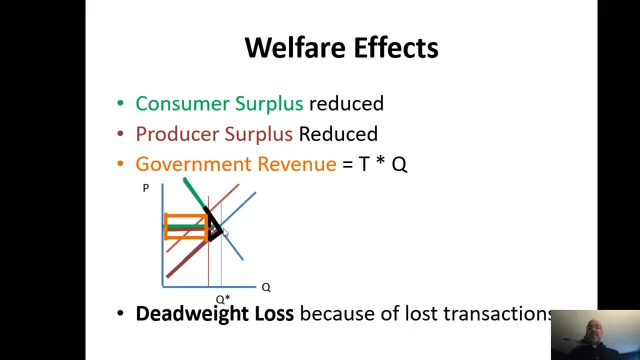 Welfare Effects
• Consumer Surplus reduced
• Producer Surplus Reduced
• Government Revenue = T * Q
P
Q
Q*
• Deadweight Loss because of lost transactions